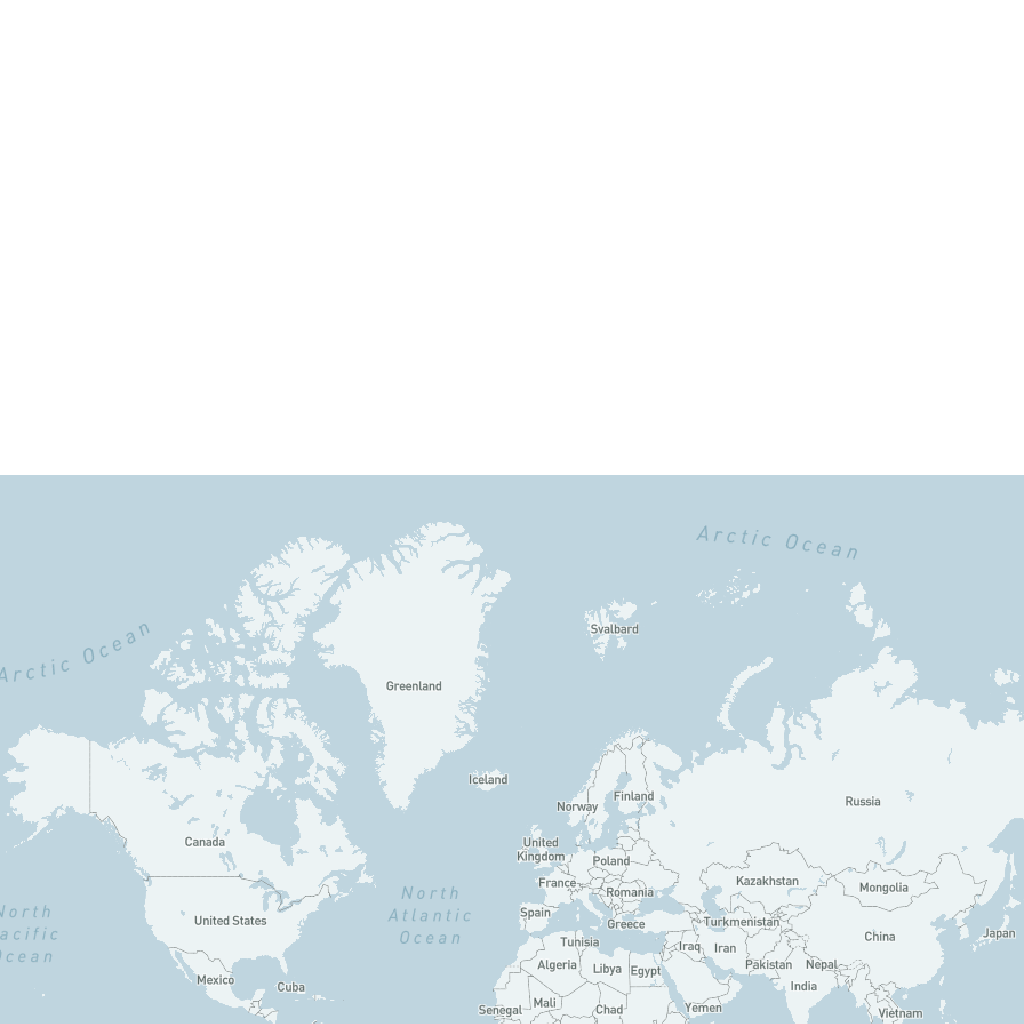 Arctic Ocean
Arctic Ocean
Svalbard
Greenland
Iceland
Norway
Finland
Russia
Canada
United
Kingdom
Poland
France
Kazakhstan
Mongolia
Romania
North
Atlantic
Ocean
North
acific
cean
United States
Spain
Greece
Turkmenistan
China
Japan
Tunisia
Iraq
Iran
Algeria
Libya
Egypt
Pakistan
Nepal
Mexico
Cuba
India
Senegal
Mali
Chad
Yemen
Vietnam